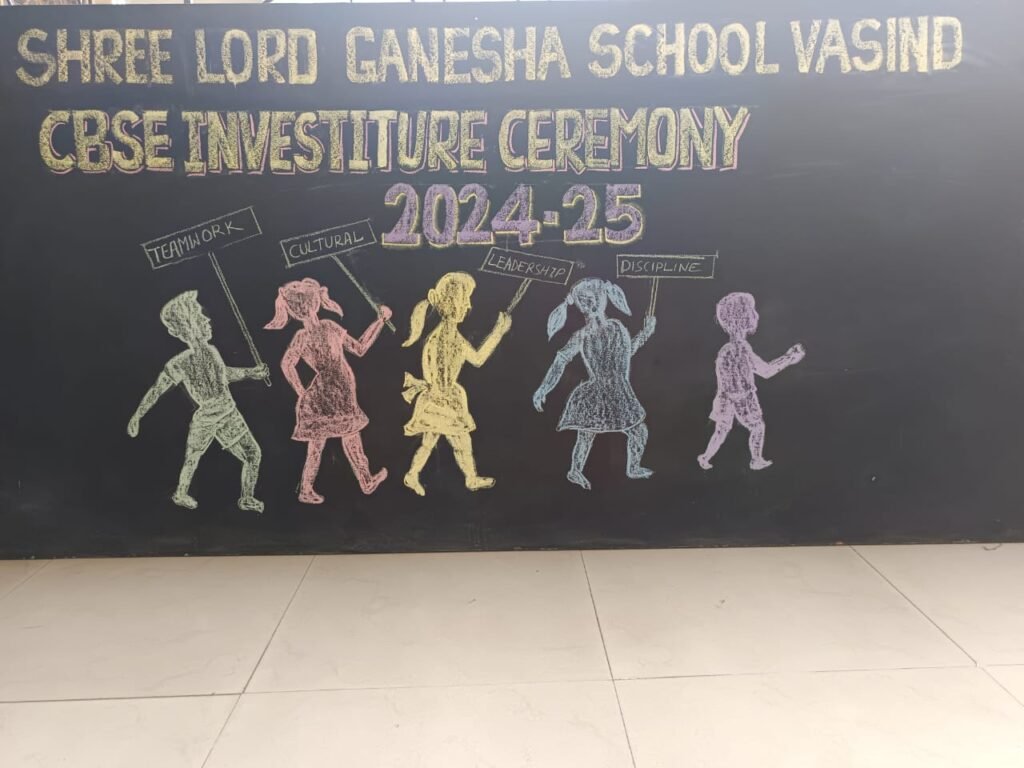 SHREE LORD GANESHA SCHOOL VASIND
CBSE INVESTITURE CEREMONY
2024-25
TEAMWORK
CULTURAL
LEADERSHIP
DISCIPLINE